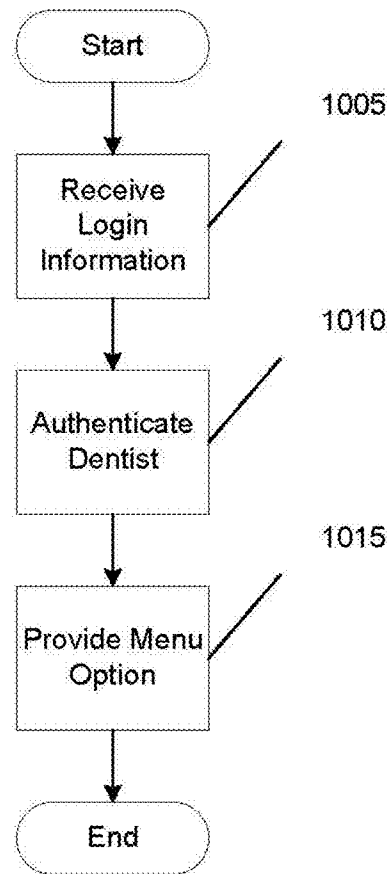 Start
1005
Receive
Login
Information
1010
Authenticate
Dentist
1015
Provide Menu
Option
End